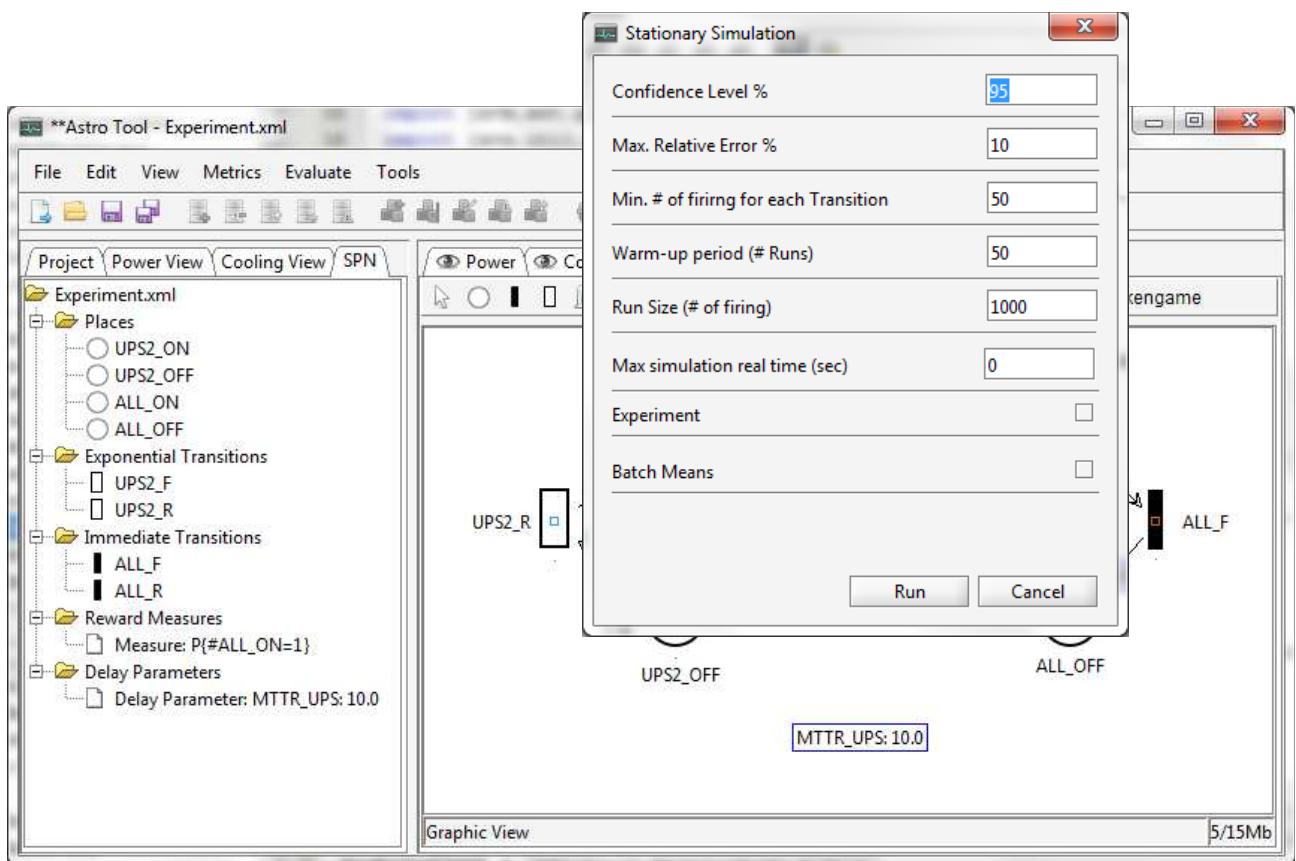 Stationary Simulation
Confidence Level % 95
Max. Relative Error % 10
Min. # of firirng for each Transition 50
Warm-up period (# Runs) 50
Run Size (# of firing) 1000
Max simulation real time (sec) 0
Experiment
Batch Means
Run Cancel
**Astro Tool - Experiment.xml
File Edit View Metrics Evaluate Tools
Project Power View Cooling View SPN
Experiment.xml
Places
UPS2_ON
UPS2_OFF
ALL_ON
ALL_OFF
Exponential Transitions
UPS2_F
UPS2_R
Immediate Transitions
ALL_F
ALL_R
Reward Measures
Measure: P{#ALL_ON=1}
Delay Parameters
Delay Parameter: MTTR_UPS: 10.0
Power Co
kengame
UPS2_R
ALL_F
UPS2_OFF
ALL_OFF
MTTR_UPS: 10.0
Graphic View 5/15Mb